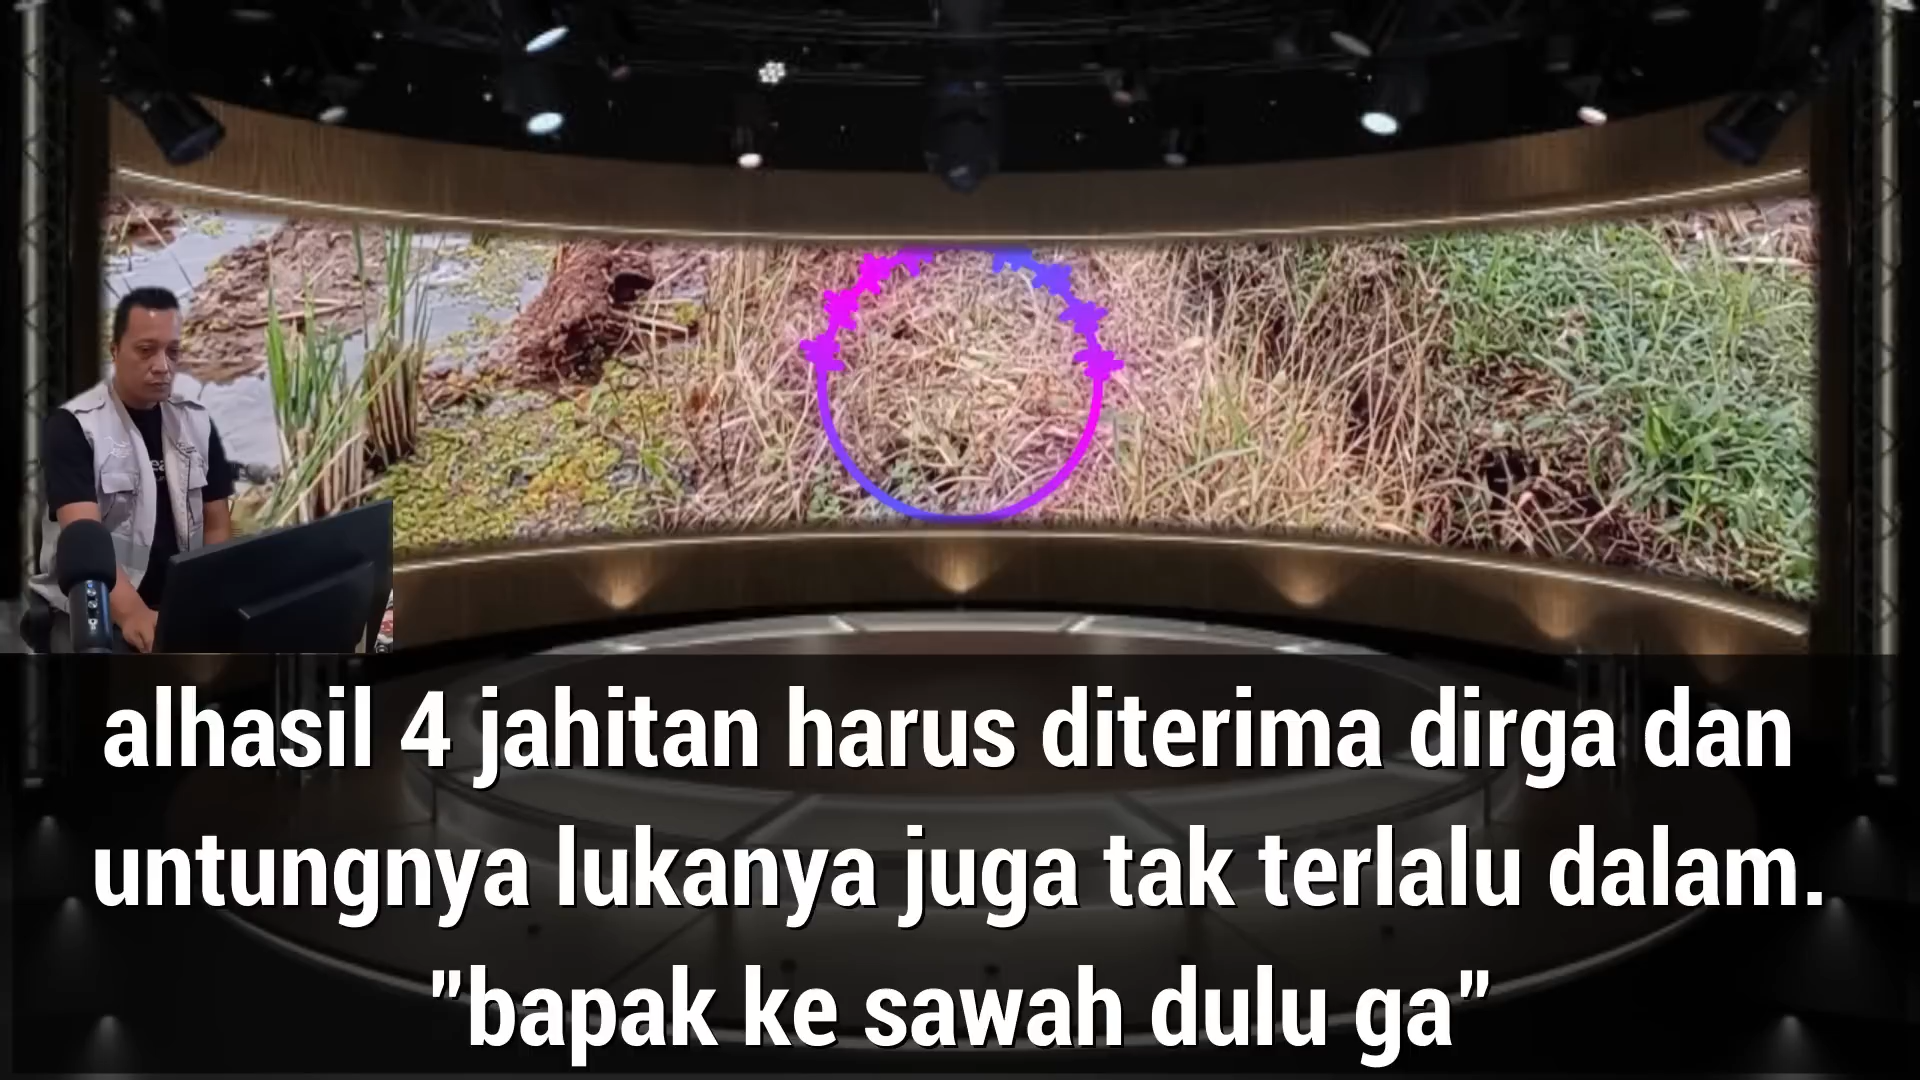 alhasil 4 jahitan harus diterima dirga dan
untungnya lukanya juga tak terlalu dalam.
"bapak ke sawah dulu ga"